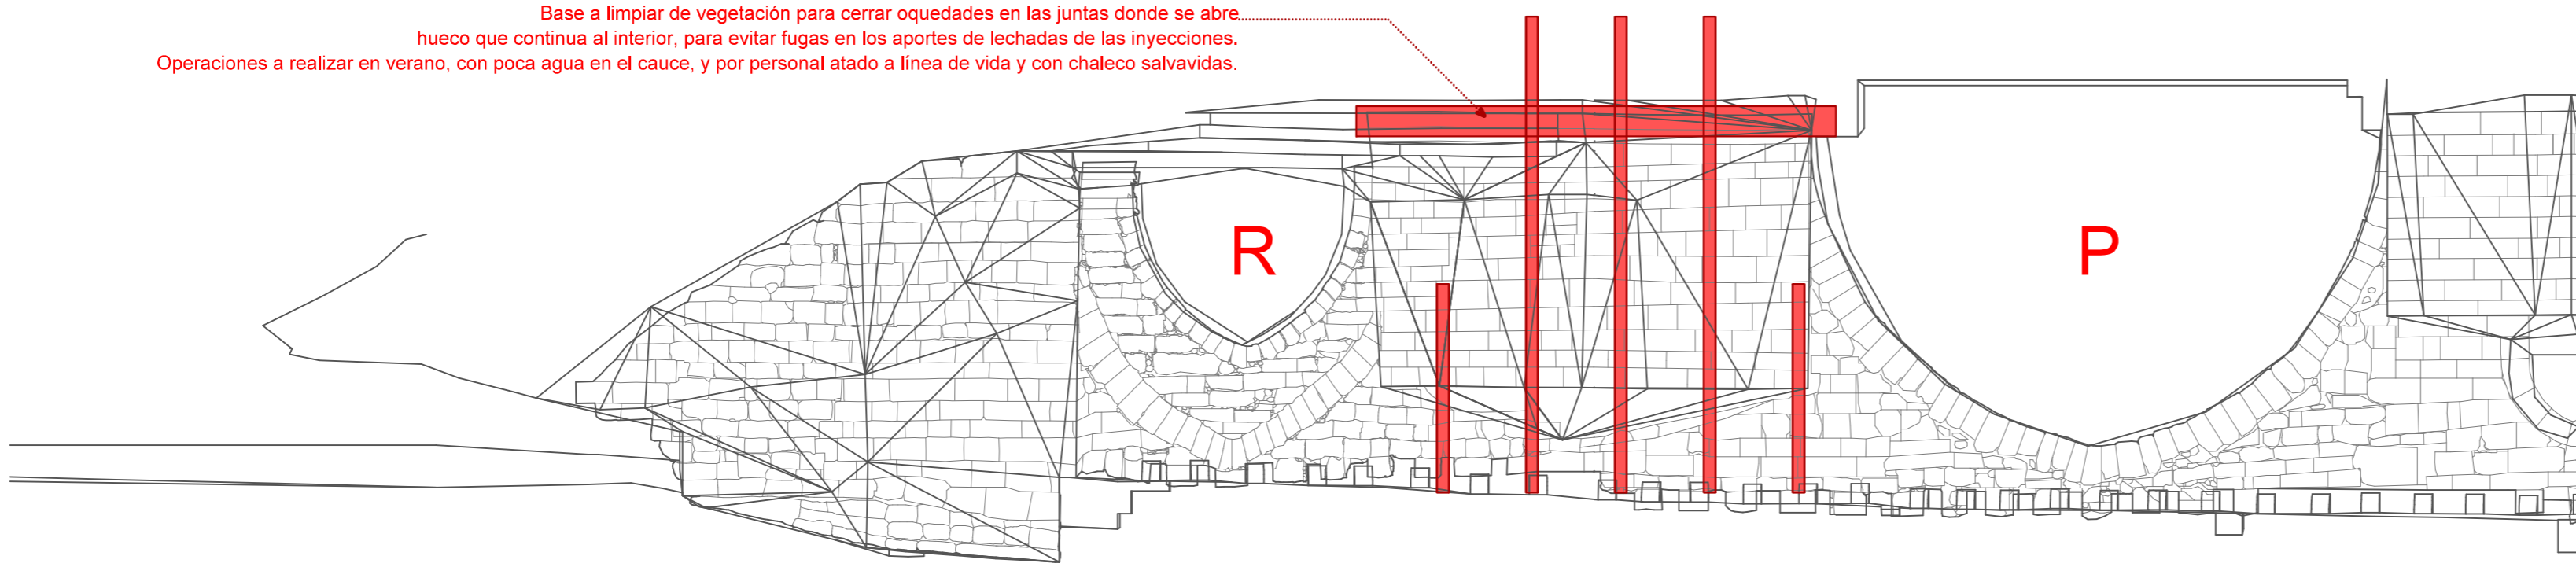 Base a limpiar de vegetación para cerrar oquedades en las juntas donde se abre
hueco que continua al interior, para evitar fugas en los aportes de lechadas de las inyecciones.
Operaciones a realizar en verano, con poca agua en el cauce, y por personal atado a línea de vida y con chaleco salvavidas.
R
P